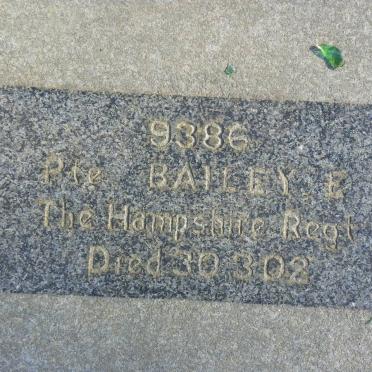 9386
Pte BAILEY, E
The Hampshire Regt
Died 30 3 02